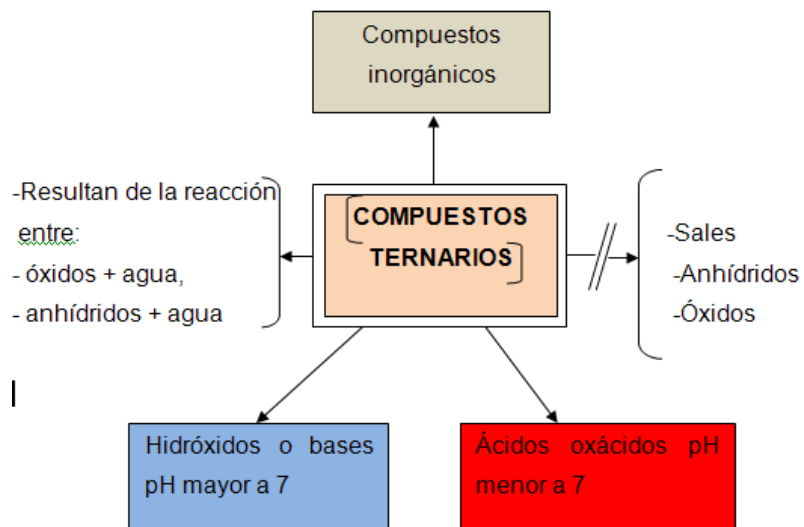 Compuestos
inorgánicos
-Resultan de la reacción
entre:
- óxidos + agua,
- anhídridos + agua
COMPUESTOS
TERNARIOS
-Sales
-Anhídridos
-Óxidos
Hidróxidos o bases
pH mayor a 7
Ácidos oxácidos pH
menor a 7